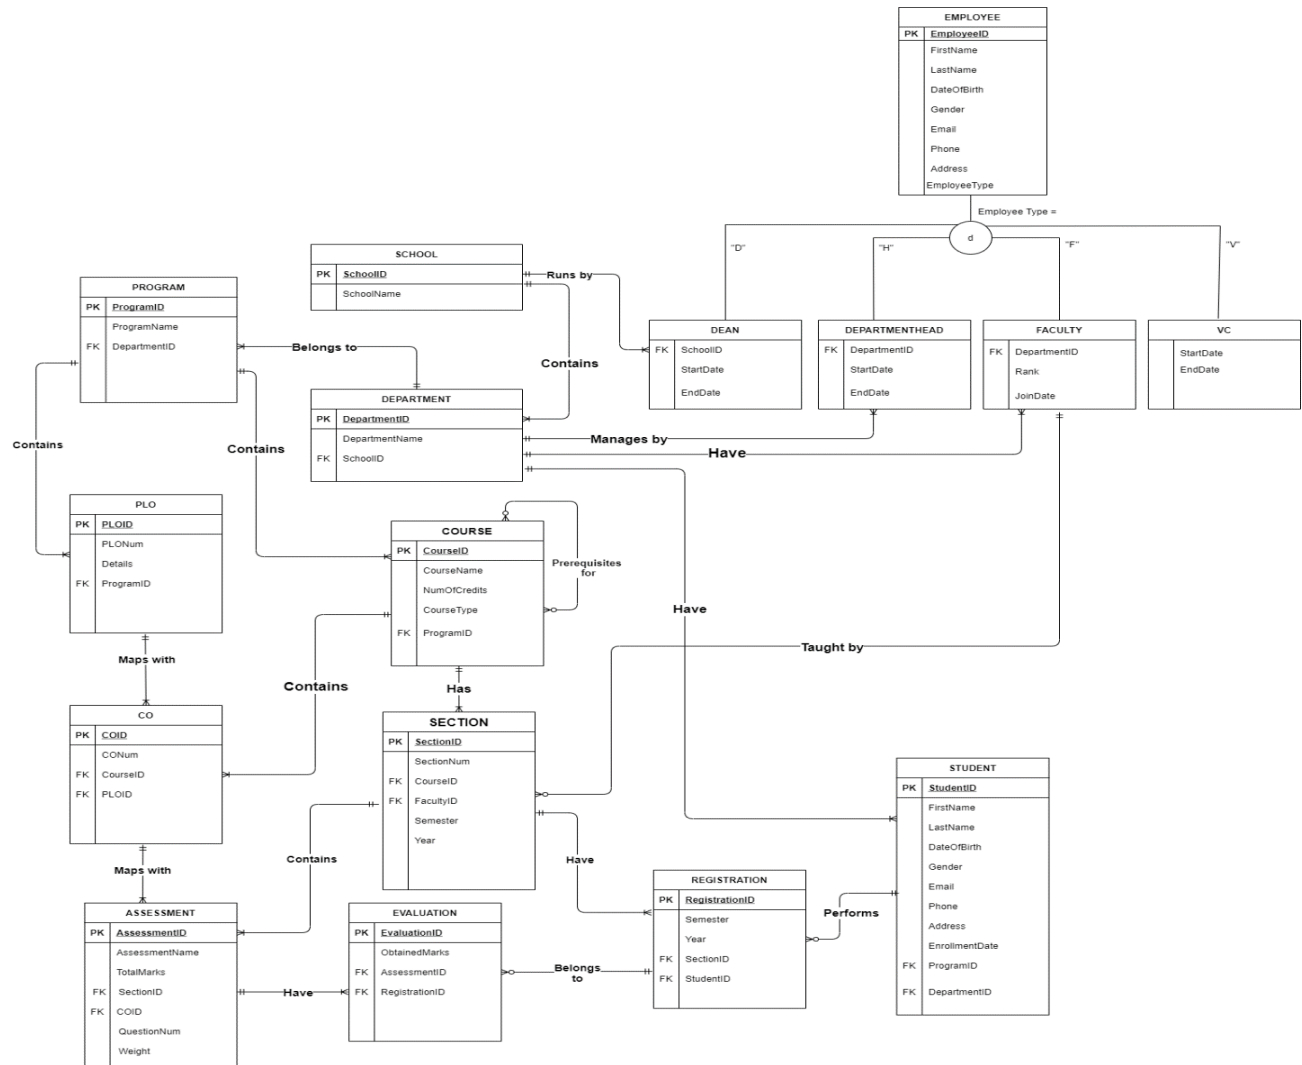 EMPLOYEE
PK EmployeeID
FirstName
LastName
DateOfBirth
Gender
Email
Phone
Address
EmployeeType
Employee Type =
d
"D"
"H"
"F"
"V"
SCHOOL
PK SchoolID
SchoolName
Runs by
Contains
PROGRAM
PK ProgramID
ProgramName
FK DepartmentID
Belongs to
Contains
Contains
DEAN
FK SchoolID
StartDate
EndDate
DEPARTMENTHEAD
FK DepartmentID
StartDate
EndDate
FACULTY
FK DepartmentID
Rank
JoinDate
VC
StartDate
EndDate
DEPARTMENT
PK DepartmentID
DepartmentName
FK SchoolID
Manages by
Have
Have
PLO
PK PLOID
PLONum
Details
FK ProgramID
Maps with
COURSE
PK CourseID
CourseName
NumOfCredits
CourseType
FK ProgramID
Prerequisites
for
Contains
Has
Taught by
CO
PK COID
CONum
FK CourseID
FK PLOID
Maps with
SECTION
PK SectionID
SectionNum
FK CourseID
FK FacultyID
Semester
Year
Contains
Have
STUDENT
PK StudentID
FirstName
LastName
DateOfBirth
Gender
Email
Phone
Address
EnrollmentDate
FK ProgramID
FK DepartmentID
Performs
REGISTRATION
PK RegistrationID
Semester
Year
FK SectionID
FK StudentID
Belongs
to
EVALUATION
PK EvaluationID
ObtainedMarks
FK AssessmentID
FK RegistrationID
Have
ASSESSMENT
PK AssessmentID
AssessmentName
TotalMarks
FK SectionID
FK COID
QuestionNum
Weight